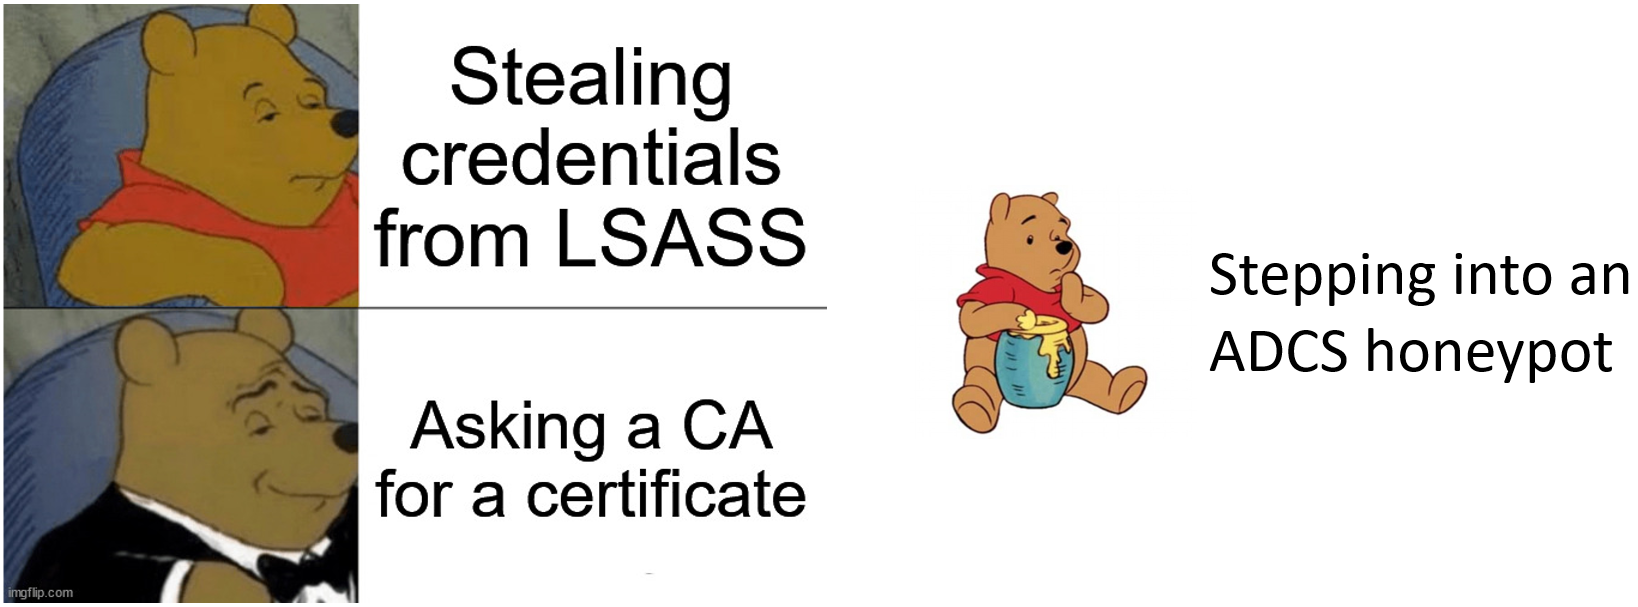 Stealing
credentials
from LSASS
Asking a CA
for a certificate
imgflip.com
Stepping into an
ADCS honeypot